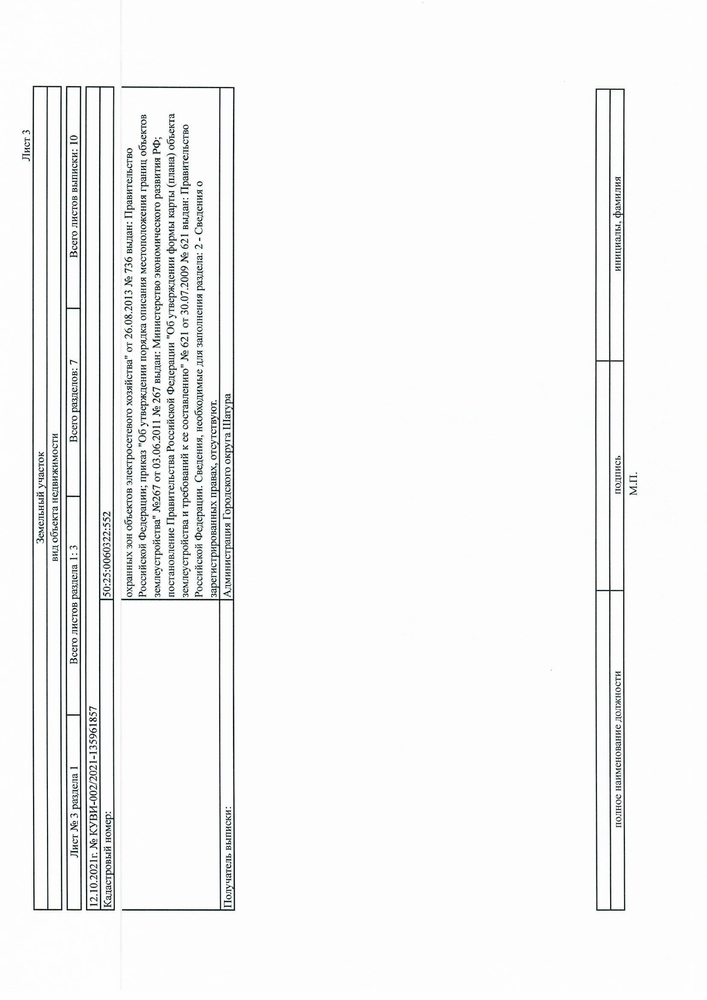 Лист 3
Земельный участок
вид объекта недвижимости
Лист № 3 раздела 1 Всего листов раздела 1: 3 Всего разделов: 7 Всего листов выписки: 10
12.10.2021г. № КУВИ-002/2021-135961857
Кадастровый номер: 50:25:0060322:552
охранных зон объектов электросетевого хозяйства" от 26.08.2013 № 736 выдан: Правительство
Российской Федерации; приказ "Об утверждении порядка описания местоположения границ объектов
землеустройства" №267 от 03.06.2011 № 267 выдан: Министерство экономического развития РФ;
постановление Правительства Российской Федерации "Об утверждении формы карты (плана) объекта
землеустройства и требований к ее составлению" № 621 от 30.07.2009 № 621 выдан: Правительство
Российской Федерации. Сведения, необходимые для заполнения раздела: 2 - Сведения о
зарегистрированных правах, отсутствуют.
Получатель выписки: Администрация Городского округа Шатура
полное наименование должности подпись инициалы, фамилия
М.П.